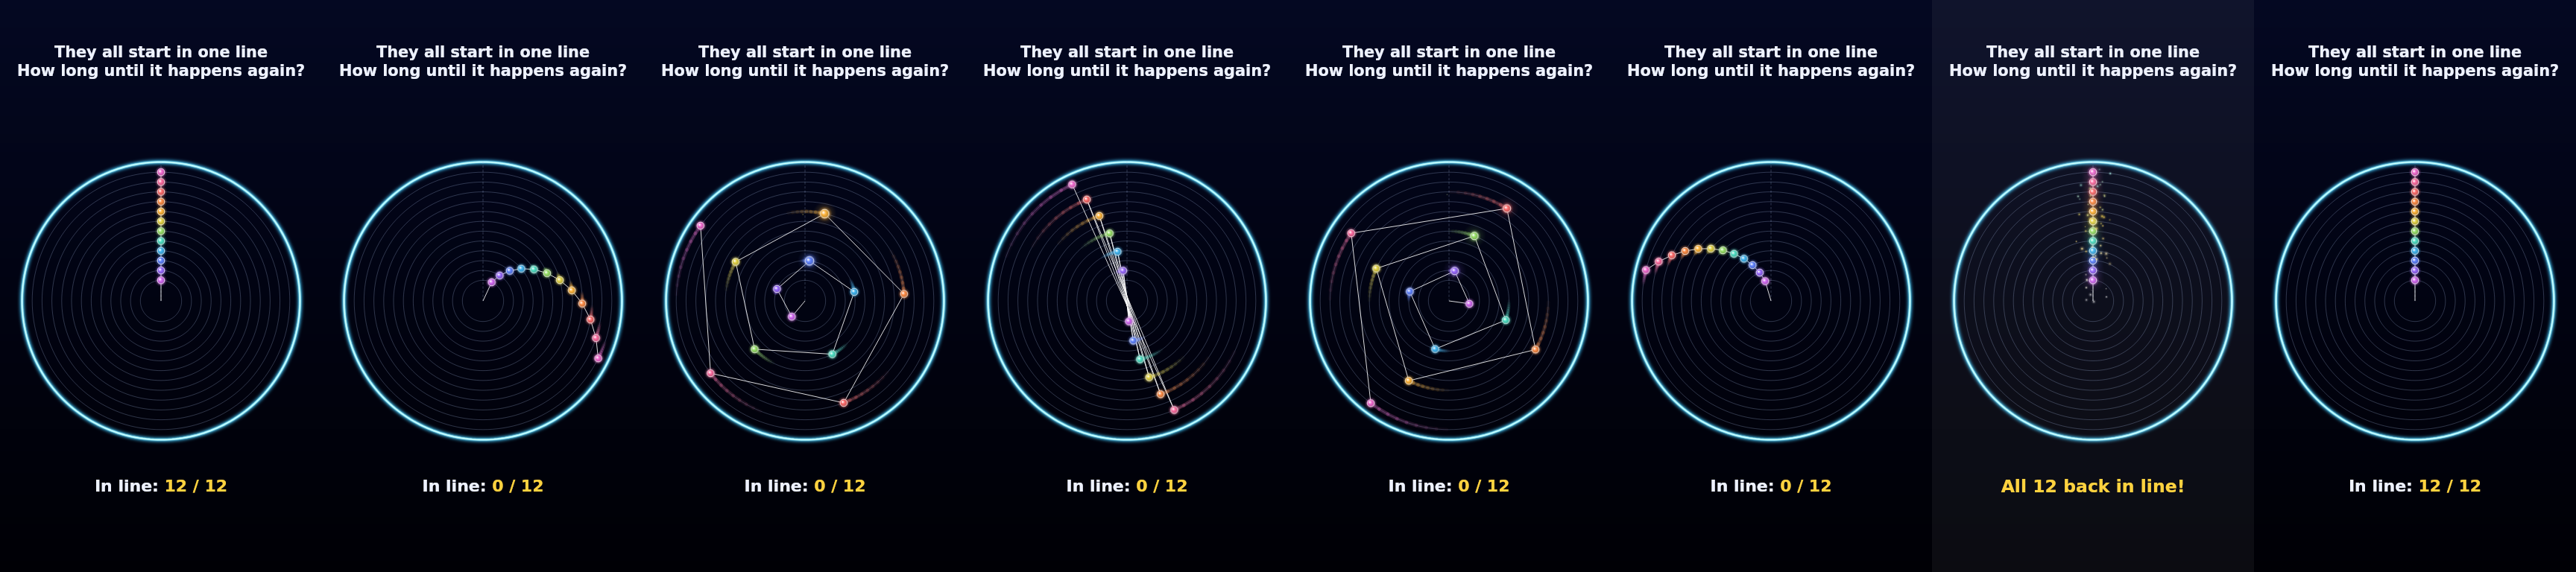 They all start in one line
How long until it happens again?
In line: 12 / 12
They all start in one line
How long until it happens again?
In line: 0 / 12
They all start in one line
How long until it happens again?
In line: 0 / 12
They all start in one line
How long until it happens again?
In line: 0 / 12
They all start in one line
How long until it happens again?
In line: 0 / 12
They all start in one line
How long until it happens again?
In line: 0 / 12
They all start in one line
How long until it happens again?
All 12 back in line!
They all start in one line
How long until it happens again?
In line: 12 / 12